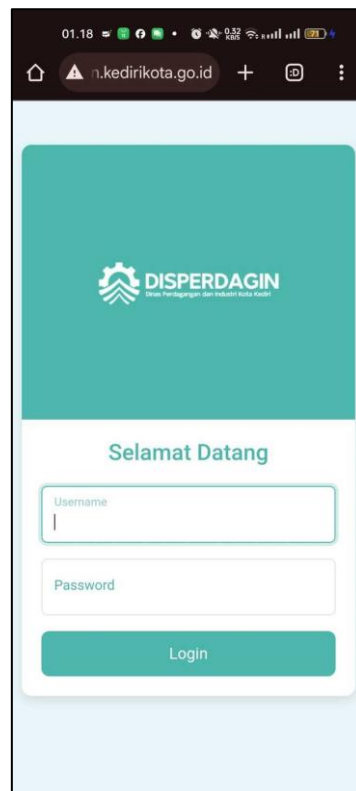 01.18
0.32
KB/S
71
n.kedirikota.go.id
:D
DISPERDAGIN
Dinas Perdagangan dan Industri Kota Kediri
Selamat Datang
Username
Password
Login